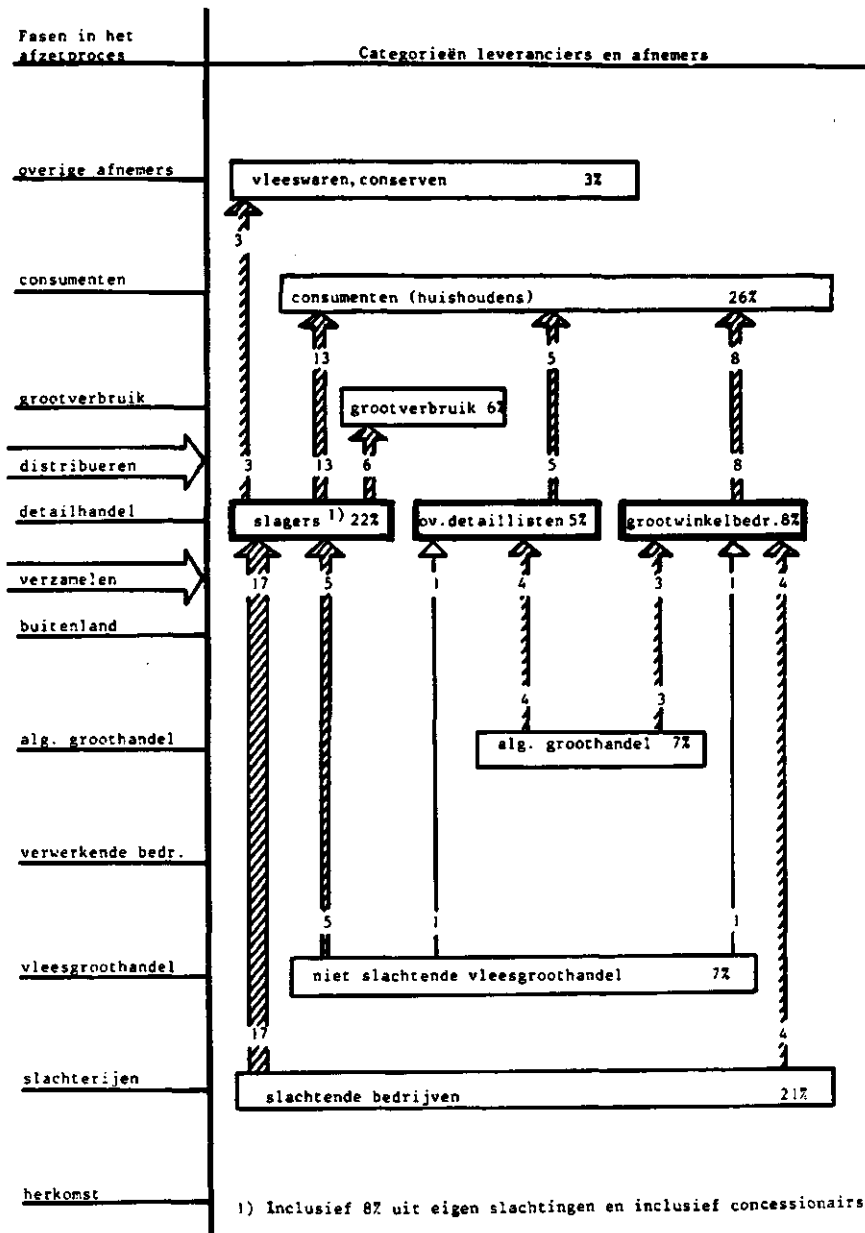 Fasen in het
afzetproces
Categorieën leveranciers en afnemers
overige afnemers
vleeswaren, conserven 3%
3
consumenten
consumenten (huishoudens) 26%
13 5 8
grootverbruik
grootverbruik 6%
distribueren
3 13 6 5 8
detailhandel
slagers 1) 22%
ov.detaillisten 5%
grootwinkelbedr. 8%
verzamelen
17 5 1 4 3 1 4
buitenland
4 3
alg. groothandel
alg. groothandel 7%
verwerkende bedr.
5 1 1
vleesgroothandel
niet slachtende vleesgroothandel 7%
17 4
slachterijen
slachtende bedrijven 21%
herkomst
1) Inclusief 8% uit eigen slachtingen en inclusief concessionairs